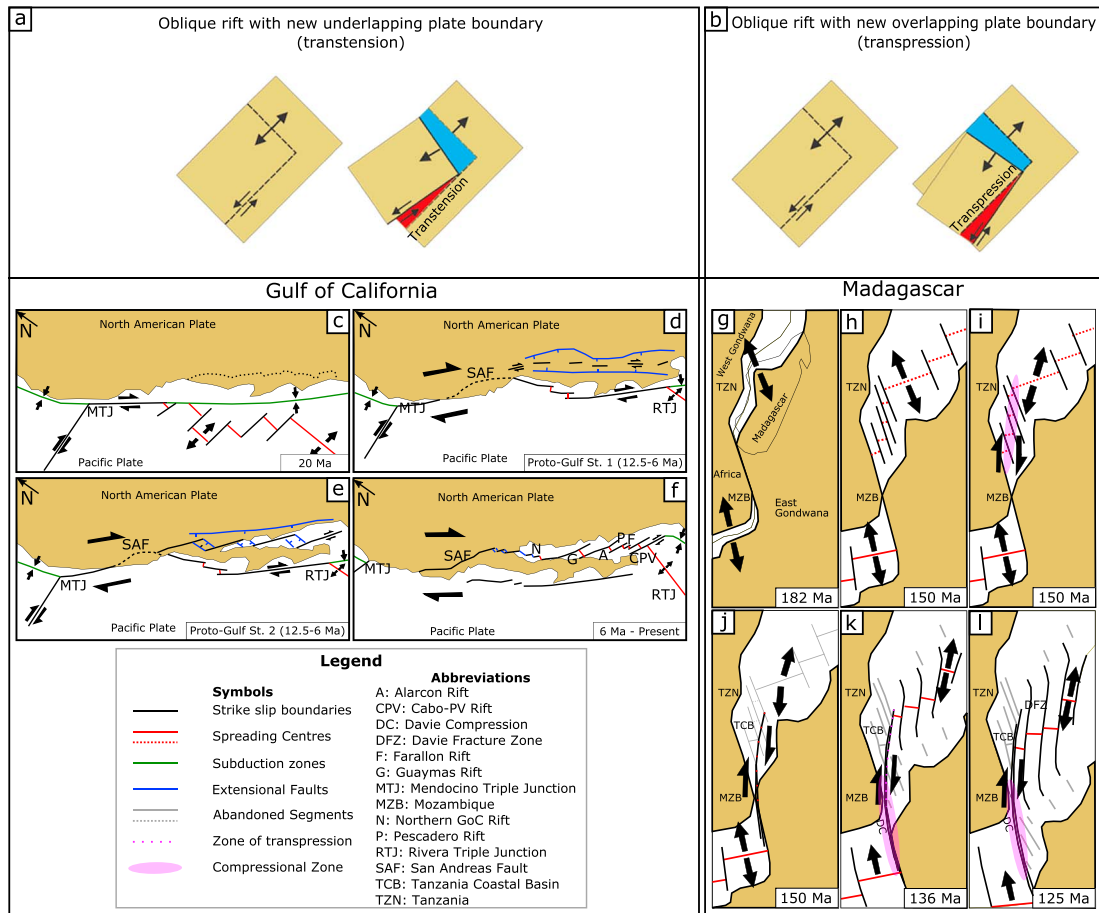 a
Oblique rift with new underlapping plate boundary
(transtension)
Transtension
b
Oblique rift with new overlapping plate boundary
(transpression)
Transpression
Gulf of California
N
North American Plate
c
MTJ
Pacific Plate
20 Ma
North American Plate
d
SAF
MTJ
RTJ
Pacific Plate
Proto-Gulf St. 1 (12.5-6 Ma)
N
North American Plate
e
SAF
MTJ
RTJ
Pacific Plate
Proto-Gulf St. 2 (12.5-6 Ma)
North American Plate
f
SAF
N
G
A
P
F
CPV
MTJ
RTJ
Pacific Plate
6 Ma - Present
Legend
Symbols
Strike slip boundaries
Spreading Centres
Subduction zones
Extensional Faults
Abandoned Segments
Zone of transpression
Compressional Zone
Abbreviations
A: Alarcon Rift
CPV: Cabo-PV Rift
DC: Davie Compression
DFZ: Davie Fracture Zone
F: Farallon Rift
G: Guaymas Rift
MTJ: Mendocino Triple Junction
MZB: Mozambique
N: Northern GoC Rift
P: Pescadero Rift
RTJ: Rivera Triple Junction
SAF: San Andreas Fault
TCB: Tanzania Coastal Basin
TZN: Tanzania
Madagascar
g
West Gondwana
TZN
Madagascar
Africa
MZB
East
Gondwana
182 Ma
h
TZN
MZB
150 Ma
i
TZN
MZB
150 Ma
j
TZN
TCB
MZB
150 Ma
k
TZN
TCB
MZB
DC
136 Ma
l
TZN
DFZ
TCB
MZB
DC
125 Ma